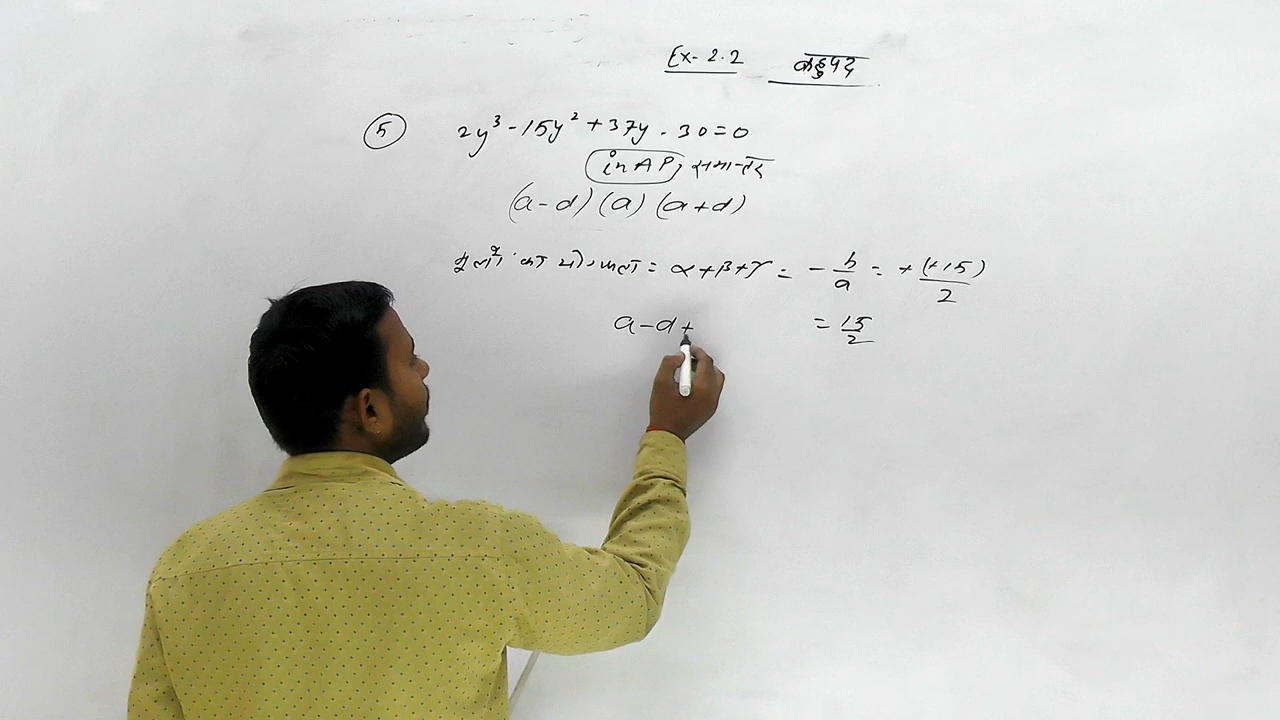 Ex- 2.2 बहुपद
5 2y³ - 15y² + 37y - 30 = 0
in AP, समान्तर
(a-d) (a) (a+d)
मूलों का योगफल = α+β+γ = - b/a = +(+15)/2
a-d+ = 15/2